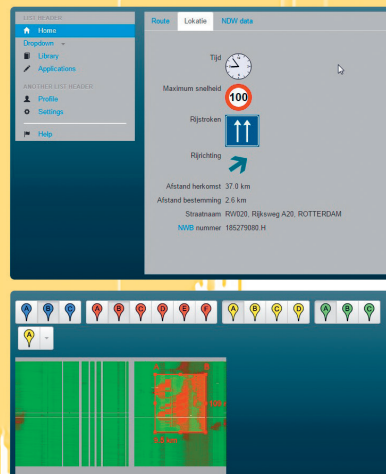 LIST HEADER
Home
Dropdown
Library
Applications
ANOTHER LIST HEADER
Profile
Settings
Help
Route Lokatie NDW data
Tijd
Maximum snelheid
100
Rijstroken
Rijrichting
Afstand herkomst 37.0 km
Afstand bestemming 2.6 km
Straatnaam RW020, Rijksweg A20, ROTTERDAM
NWB nummer 185279080.H
A B C A B C D E F A B C D A B C
A
A B